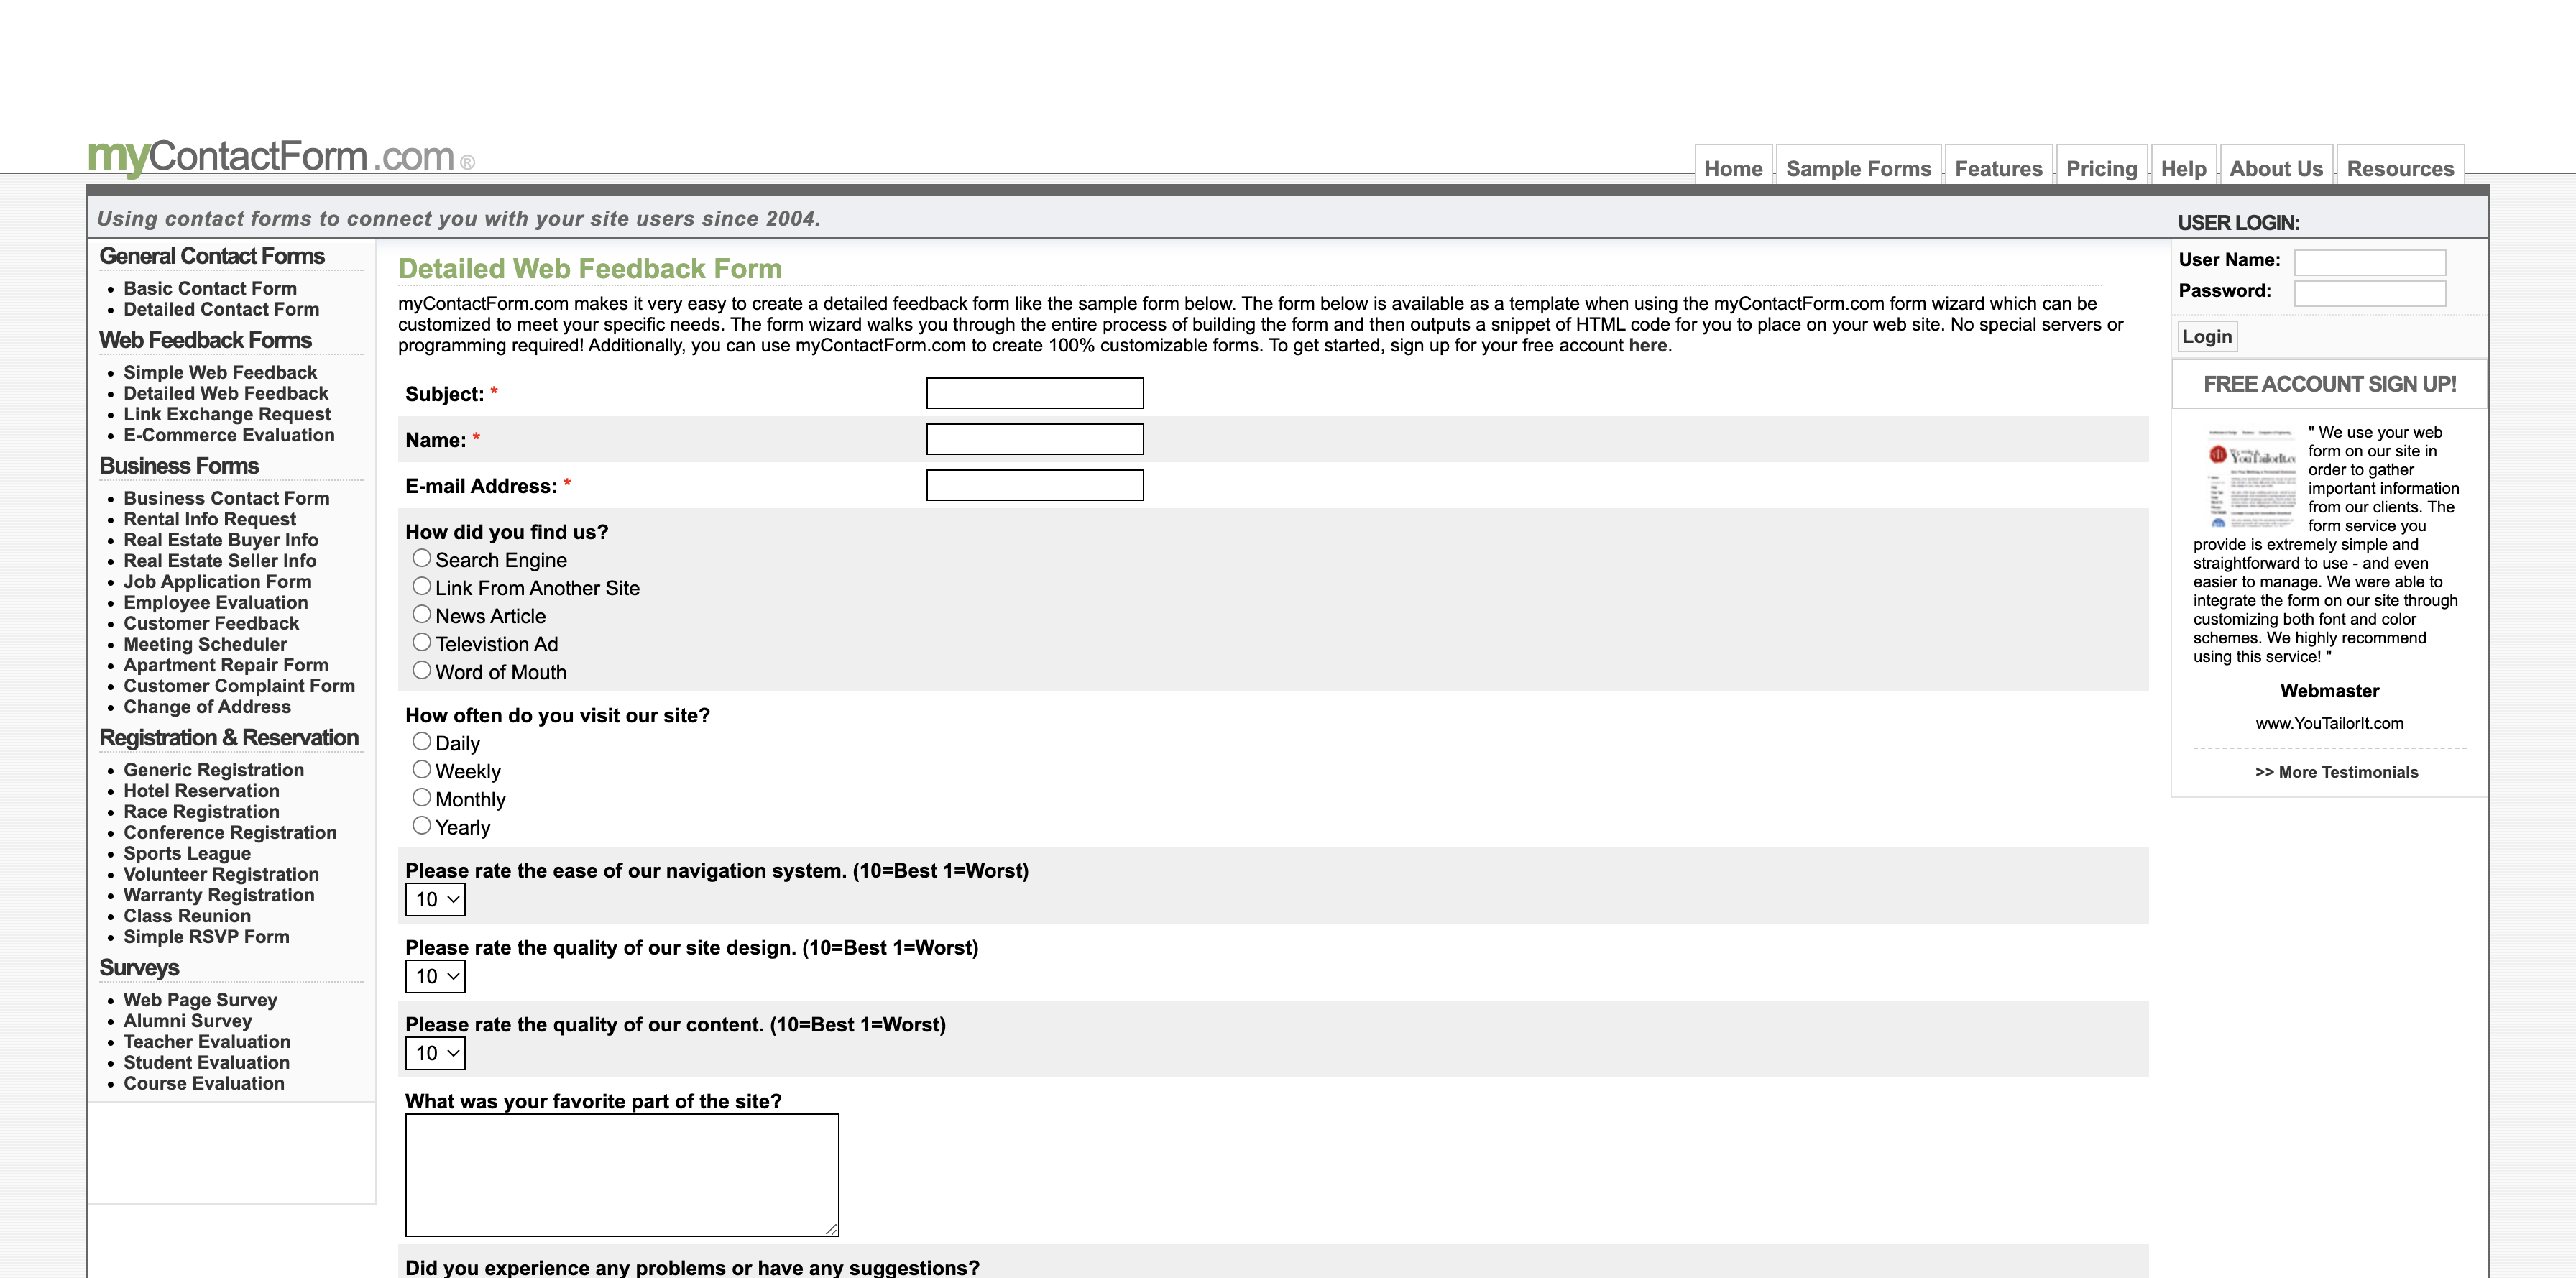 myContactForm.com®
Home
Sample Forms
Features
Pricing
Help
About Us
Resources
Using contact forms to connect you with your site users since 2004.
USER LOGIN:
General Contact Forms
Basic Contact Form
Detailed Contact Form
Web Feedback Forms
Simple Web Feedback
Detailed Web Feedback
Link Exchange Request
E-Commerce Evaluation
Business Forms
Business Contact Form
Rental Info Request
Real Estate Buyer Info
Real Estate Seller Info
Job Application Form
Employee Evaluation
Customer Feedback
Meeting Scheduler
Apartment Repair Form
Customer Complaint Form
Change of Address
Registration & Reservation
Generic Registration
Hotel Reservation
Race Registration
Conference Registration
Sports League
Volunteer Registration
Warranty Registration
Class Reunion
Simple RSVP Form
Surveys
Web Page Survey
Alumni Survey
Teacher Evaluation
Student Evaluation
Course Evaluation
Detailed Web Feedback Form
myContactForm.com makes it very easy to create a detailed feedback form like the sample form below. The form below is available as a template when using the myContactForm.com form wizard which can be
customized to meet your specific needs. The form wizard walks you through the entire process of building the form and then outputs a snippet of HTML code for you to place on your web site. No special servers or
programming required! Additionally, you can use myContactForm.com to create 100% customizable forms. To get started, sign up for your free account here.
Subject: *
Name: *
E-mail Address: *
How did you find us?
Search Engine
Link From Another Site
News Article
Televistion Ad
Word of Mouth
How often do you visit our site?
Daily
Weekly
Monthly
Yearly
Please rate the ease of our navigation system. (10=Best 1=Worst)
10
Please rate the quality of our site design. (10=Best 1=Worst)
10
Please rate the quality of our content. (10=Best 1=Worst)
10
What was your favorite part of the site?
Did you experience any problems or have any suggestions?
User Name:
Password:
Login
FREE ACCOUNT SIGN UP!
YouTailorIt.co
" We use your web
form on our site in
order to gather
important information
from our clients. The
form service you
provide is extremely simple and
straightforward to use - and even
easier to manage. We were able to
integrate the form on our site through
customizing both font and color
schemes. We highly recommend
using this service! "
Webmaster
www.YouTailorIt.com
>> More Testimonials